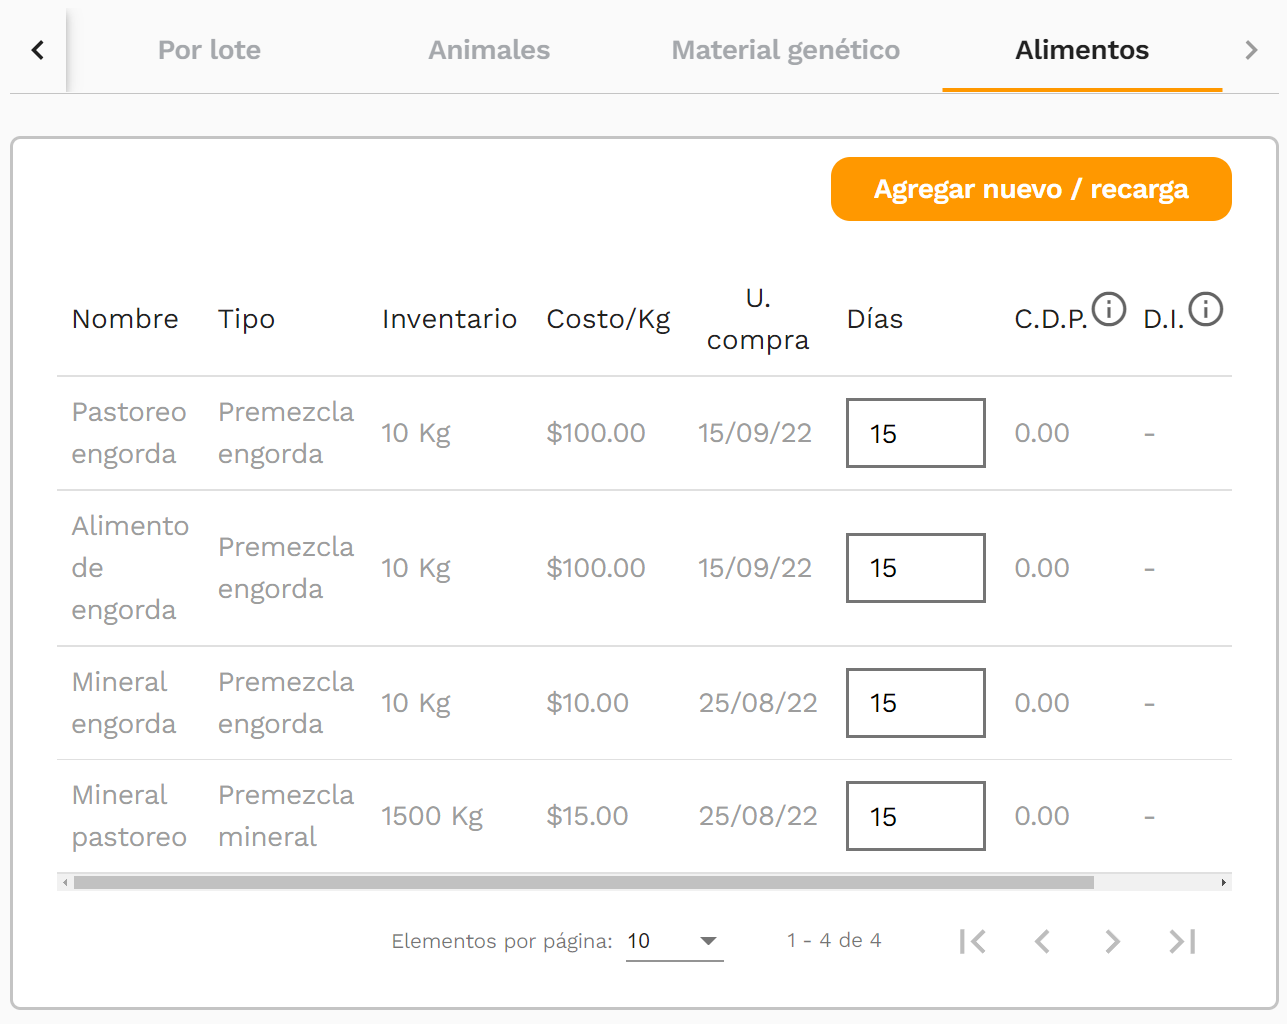 Por lote Animales Material genético Alimentos
Agregar nuevo / recarga
Nombre Tipo Inventario Costo/Kg U. compra Días C.D.P. D.I.
Pastoreo engorda Premezcla engorda 10 Kg $100.00 15/09/22 15 0.00 -
Alimento de engorda Premezcla engorda 10 Kg $100.00 15/09/22 15 0.00 -
Mineral engorda Premezcla engorda 10 Kg $10.00 25/08/22 15 0.00 -
Mineral pastoreo Premezcla mineral 1500 Kg $15.00 25/08/22 15 0.00 -
Elementos por página: 10 1 - 4 de 4